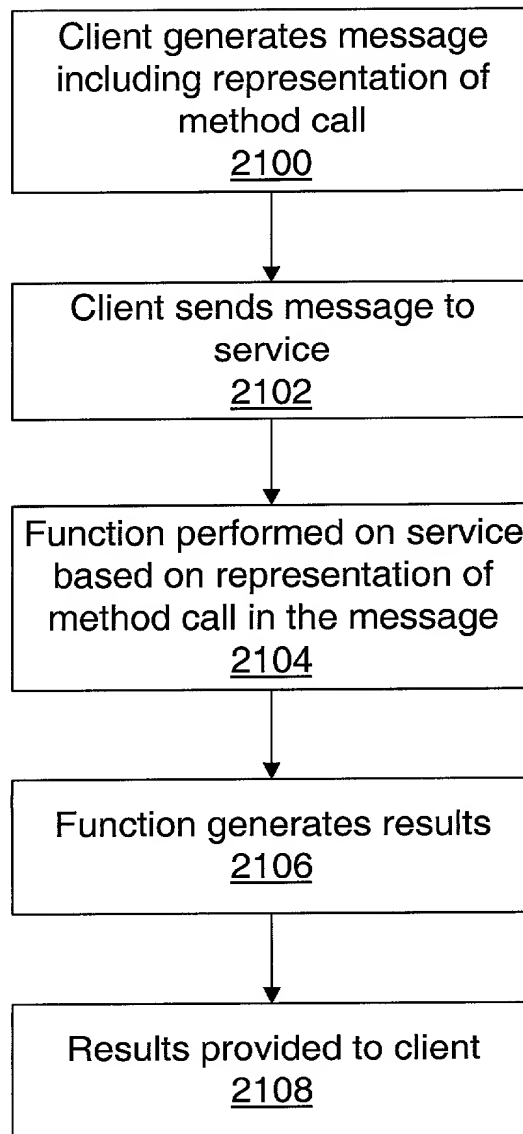 Client generates message
including representation of
method call
2100
Client sends message to
service
2102
Function performed on service
based on representation of
method call in the message
2104
Function generates results
2106
Results provided to client
2108